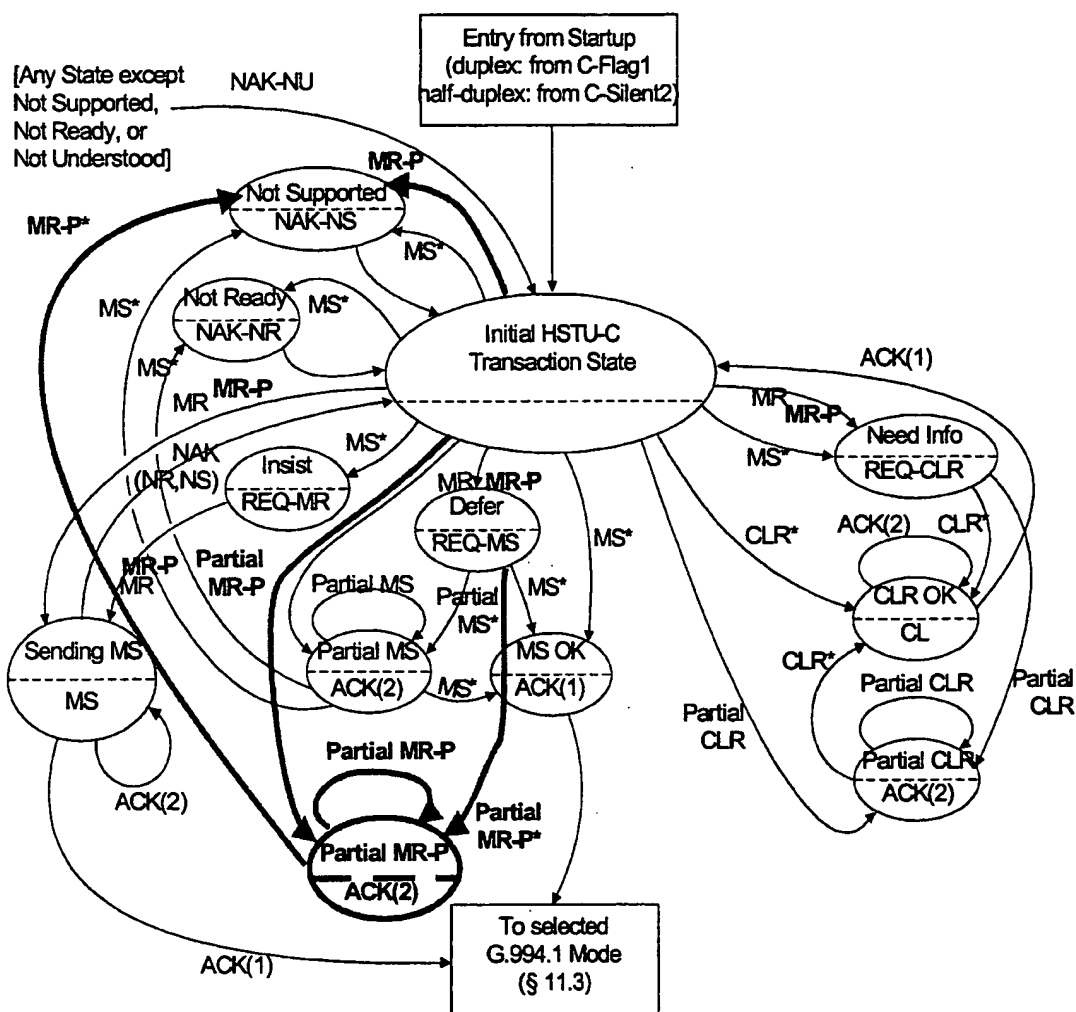 Entry from Startup
(duplex: from C-Flag1
half-duplex: from C-Silent2)
[Any State except
Not Supported,
Not Ready, or
Not Understood]
NAK-NU
MR-P
Not Supported
NAK-NS
MR-P*
MS*
MS*
Not Ready
NAK-NR
MS*
MS*
Initial HSTU-C
Transaction State
ACK(1)
MR
MR-P
MR
MR-P
Need Info
REQ-CLR
MS*
NAK
(NR,NS)
Insist
REQ-MR
MS*
MR
MR-P
Defer
REQ-MS
MS*
CLR*
ACK(2)
CLR*
MR-P
MR
Partial
MR-P
Partial MS
Partial
MS*
MS*
CLR OK
CL
Sending MS
MS
Partial MS
ACK(2)
MS*
MS OK
ACK(1)
CLR*
Partial CLR
Partial
CLR
Partial
CLR
Partial CLR
ACK(2)
ACK(2)
Partial MR-P
Partial
MR-P*
Partial MR-P
ACK(2)
ACK(1)
To selected
G.994.1 Mode
(§ 11.3)